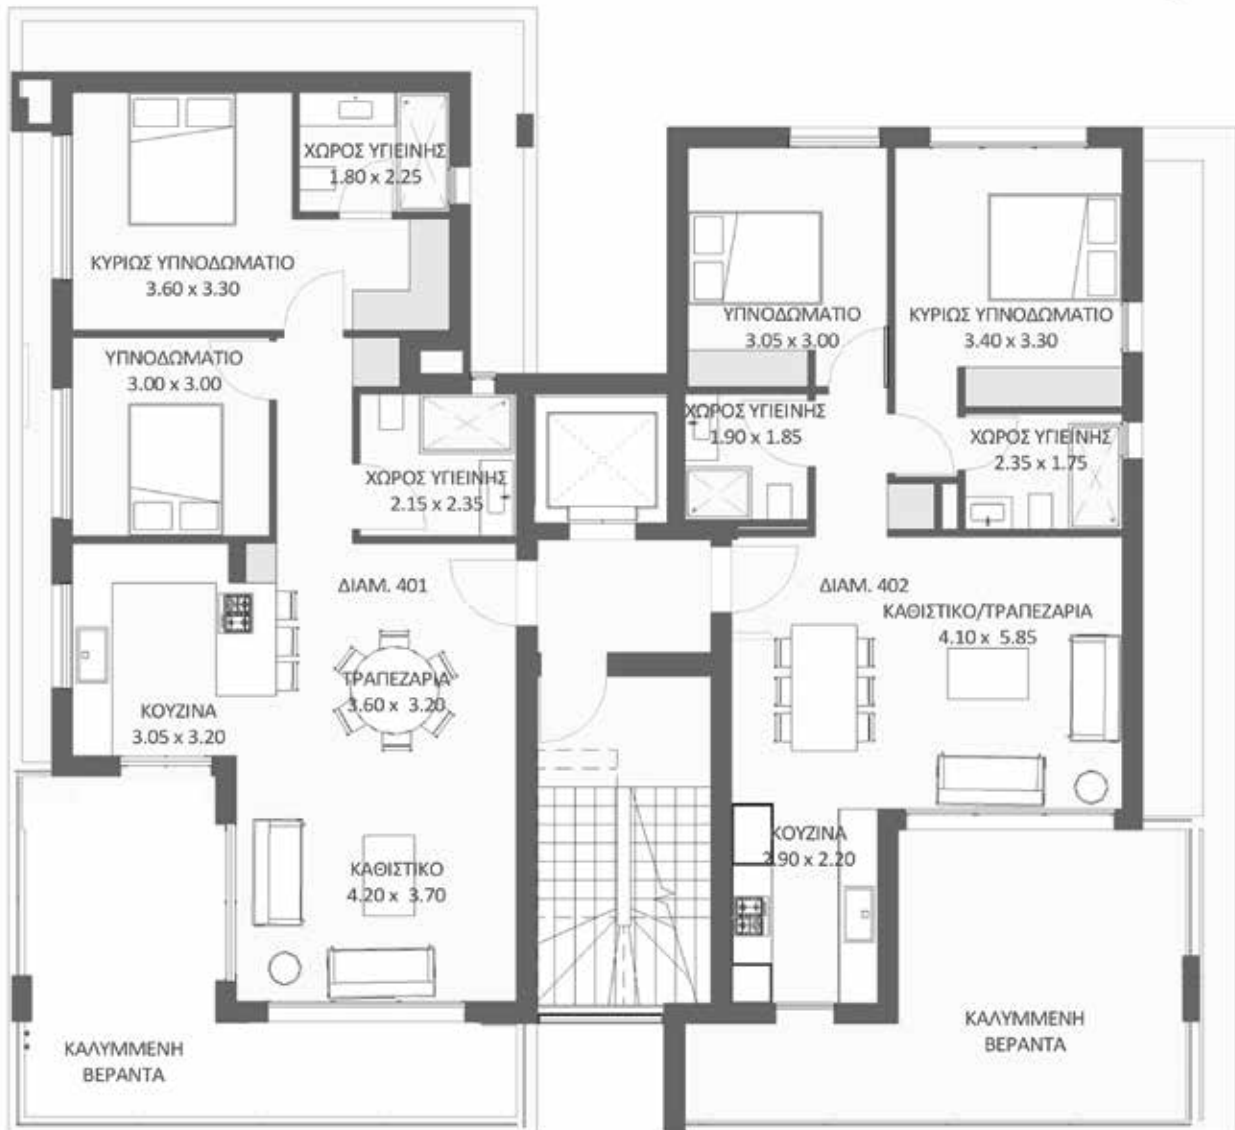 ΧΩΡΟΣ ΥΓΙΕΙΝΗΣ
1.80 x 2.25
ΚΥΡΙΩΣ ΥΠΝΟΔΩΜΑΤΙΟ
3.60 x 3.30
ΥΠΝΟΔΩΜΑΤΙΟ
3.00 x 3.00
ΧΩΡΟΣ ΥΓΙΕΙΝΗΣ
2.15 x 2.35
ΔΙΑΜ. 401
ΤΡΑΠΕΖΑΡΙΑ
3.60 x 3.20
ΚΟΥΖΙΝΑ
3.05 x 3.20
ΚΑΘΙΣΤΙΚΟ
4.20 x 3.70
ΚΑΛΥΜΜΕΝΗ
ΒΕΡΑΝΤΑ
ΥΠΝΟΔΩΜΑΤΙΟ
3.05 x 3.00
ΚΥΡΙΩΣ ΥΠΝΟΔΩΜΑΤΙΟ
3.40 x 3.30
ΧΩΡΟΣ ΥΓΙΕΙΝΗΣ
1.90 x 1.85
ΧΩΡΟΣ ΥΓΙΕΙΝΗΣ
2.35 x 1.75
ΔΙΑΜ. 402
ΚΑΘΙΣΤΙΚΟ/ΤΡΑΠΕΖΑΡΙΑ
4.10 x 5.85
ΚΟΥΖΙΝΑ
x 2.20
ΚΑΛΥΜΜΕΝΗ
ΒΕΡΑΝΤΑ